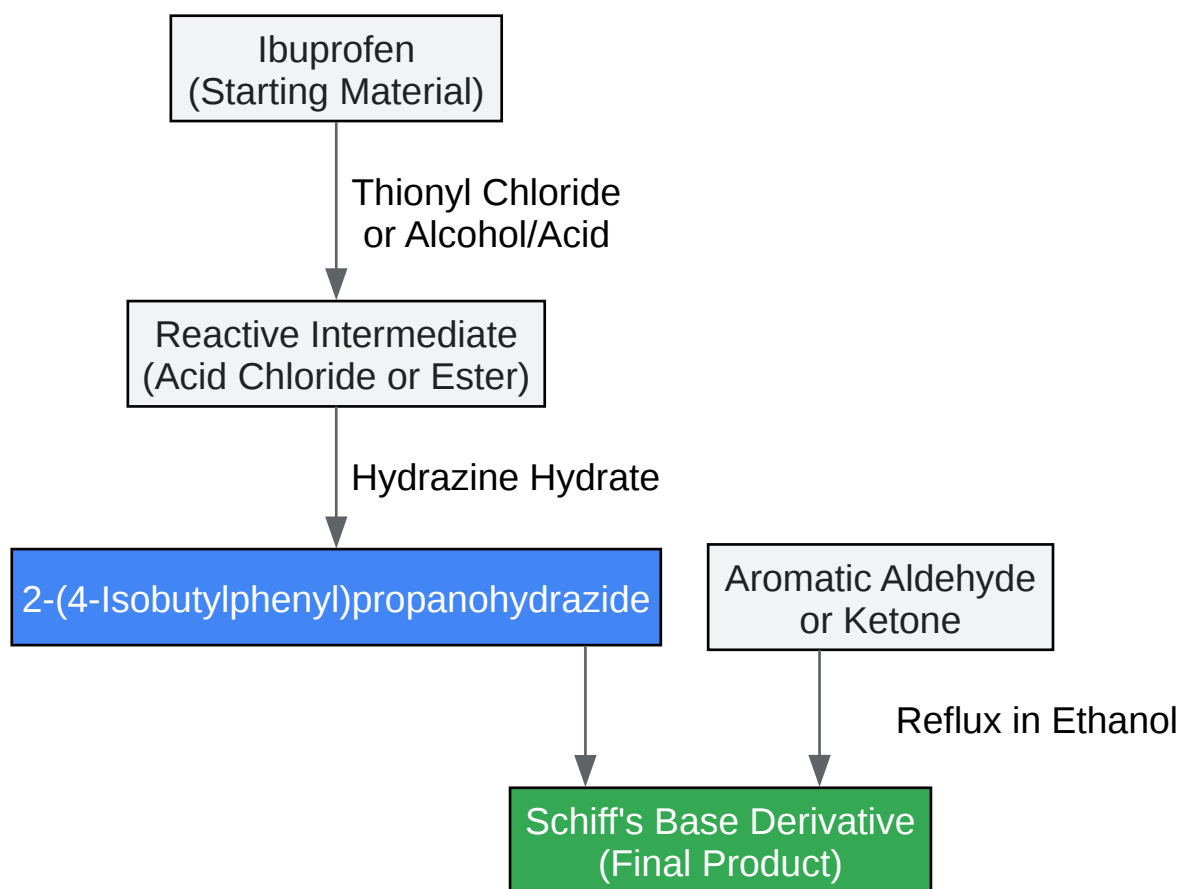 Ibuprofen
(Starting Material)
Thionyl Chloride
or Alcohol/Acid
Reactive Intermediate
(Acid Chloride or Ester)
Hydrazine Hydrate
2-(4-Isobutylphenyl)propanohydrazide
Aromatic Aldehyde
or Ketone
Reflux in Ethanol
Schiff's Base Derivative
(Final Product)